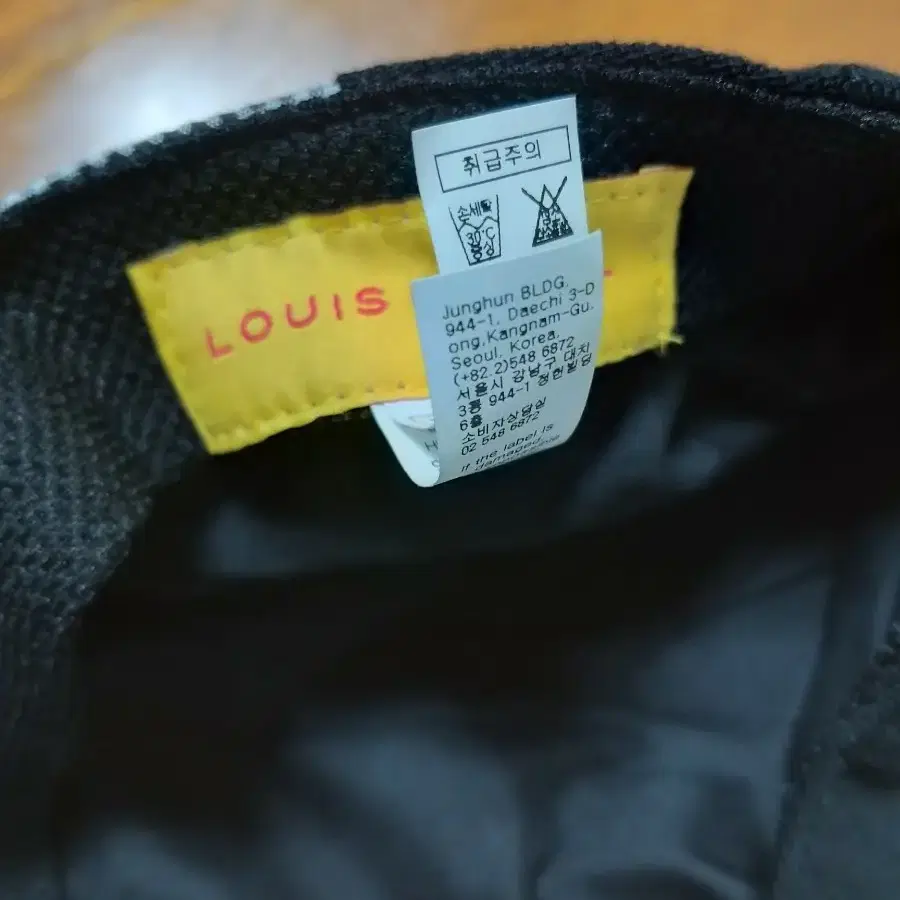 취급주의
손세탁
30℃
중성
LOUIS
Junghun BLDG,
944-1, Daechi 3-D
ong,Kangnam-Gu,
Seoul, Korea,
(+82.2)548 6872
서울시 강남구 대치
3동 944-1 정헌빌딩
6층
소비자상담실
02 548 6872
If the label is
damaged